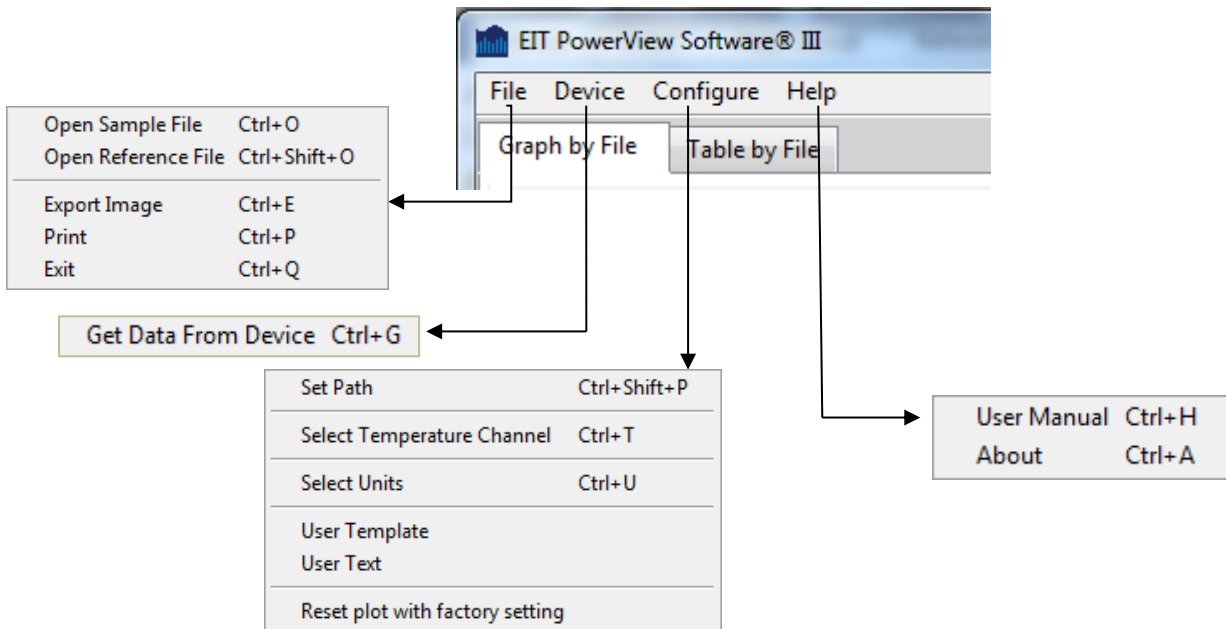 EIT PowerView Software® III
File Device Configure Help
Graph by File Table by File
Open Sample File Ctrl+O
Open Reference File Ctrl+Shift+O
Export Image Ctrl+E
Print Ctrl+P
Exit Ctrl+Q
Get Data From Device Ctrl+G
Set Path Ctrl+Shift+P
Select Temperature Channel Ctrl+T
Select Units Ctrl+U
User Template
User Text
Reset plot with factory setting
User Manual Ctrl+H
About Ctrl+A